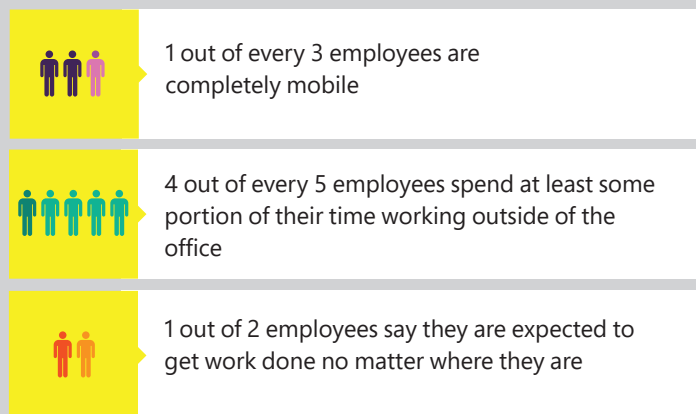 1 out of every 3 employees are
completely mobile
4 out of every 5 employees spend at least some
portion of their time working outside of the
office
1 out of 2 employees say they are expected to
get work done no matter where they are